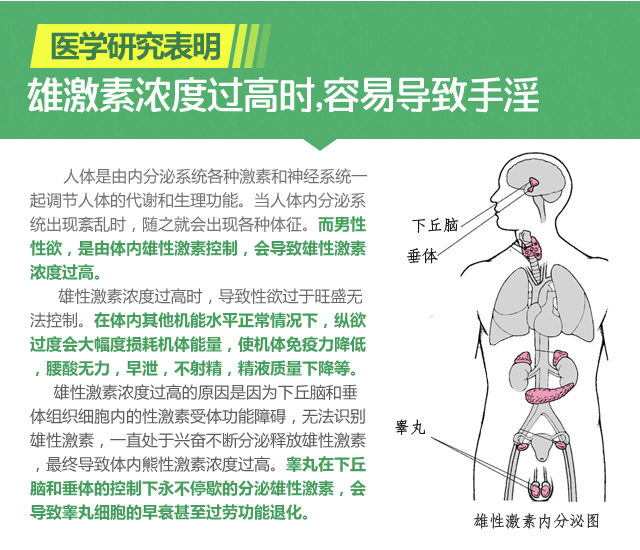 医学研究表明
雄激素浓度过高时,容易导致手淫
人体是由内分泌系统各种激素和神经系统一
起调节人体的代谢和生理功能。当人体内分泌系
统出现紊乱时，随之就会出现各种体征。而男性
性欲，是由体内雄性激素控制，会导致雄性激素
浓度过高。
雄性激素浓度过高时，导致性欲过于旺盛无
法控制。在体内其他机能水平正常情况下，纵欲
过度会大幅度损耗机体能量，使机体免疫力降低
，腰酸无力，早泄，不射精，精液质量下降等。
雄性激素浓度过高的原因是因为下丘脑和垂
体组织细胞内的性激素受体功能障碍，无法识别
雄性激素，一直处于兴奋不断分泌释放雄性激素
，最终导致体内熊性激素浓度过高。睾丸在下丘
脑和垂体的控制下永不停歇的分泌雄性激素，会
导致睾丸细胞的早衰甚至过劳功能退化。
下丘脑
垂体
睾丸
雄性激素内分泌图